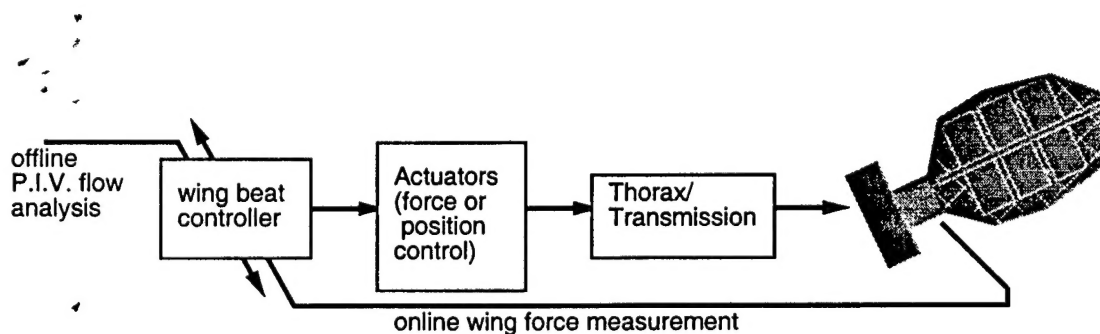 offline
P.I.V. flow
analysis
wing beat
controller
Actuators
(force or
position
control)
Thorax/
Transmission
online wing force measurement